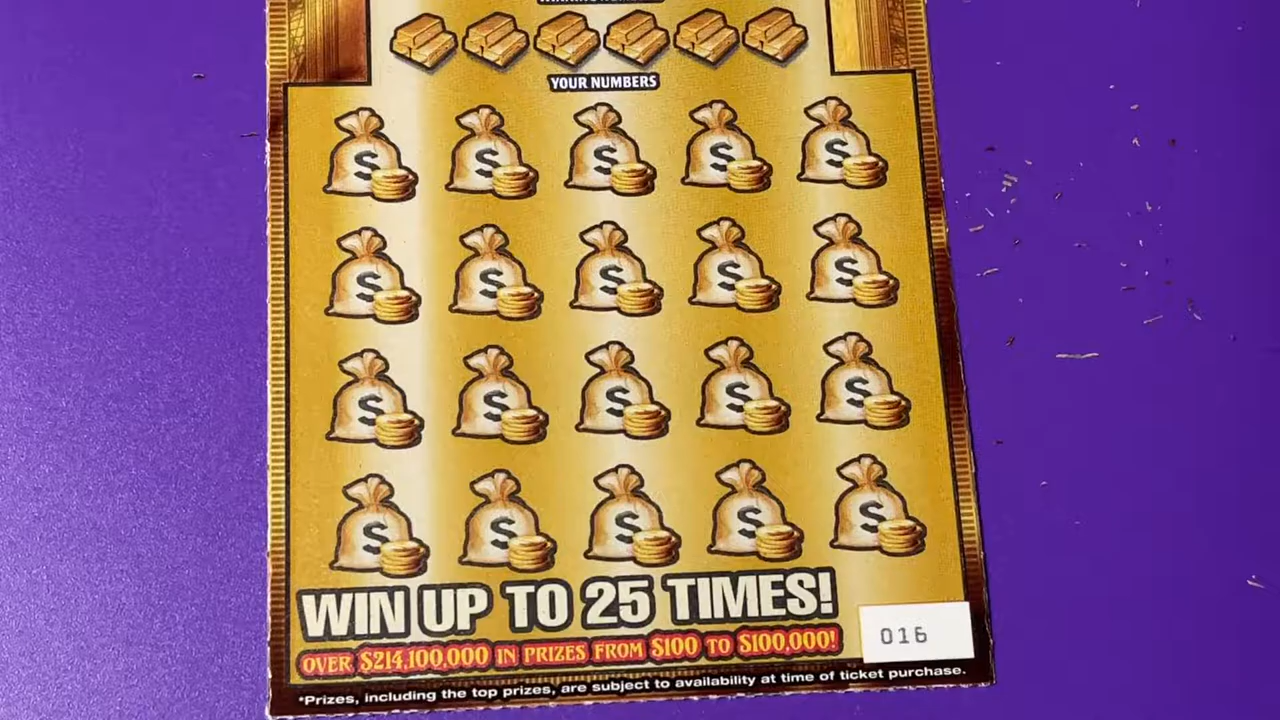 YOUR NUMBERS
$ $ $ $ $
$ $ $ $ $
$ $ $ $ $
$ $ $ $ $
WIN UP TO 25 TIMES!
016
OVER $214,100,000 IN PRIZES FROM $100 TO $100,000!
*Prizes, including the top prizes, are subject to availability at time of ticket purchase.